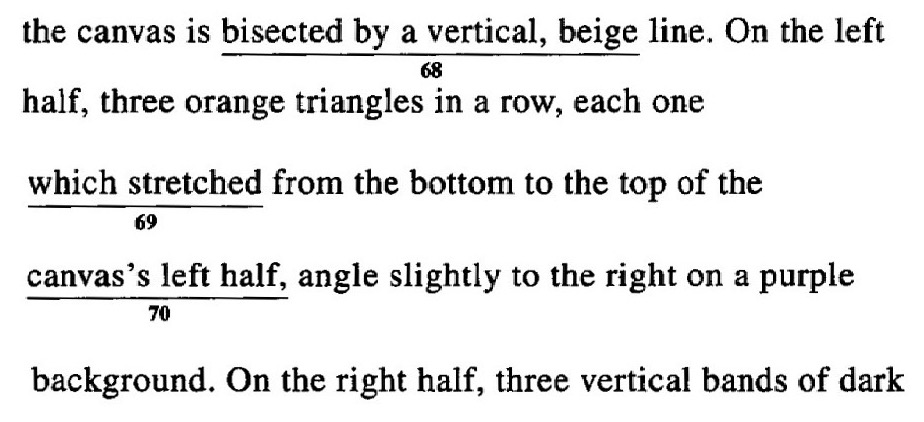 the canvas is bisected by a vertical, beige line. On the left
68
half, three orange triangles in a row, each one
which stretched from the bottom to the top of the
69
canvas’s left half, angle slightly to the right on a purple
70
background. On the right half, three vertical bands of dark